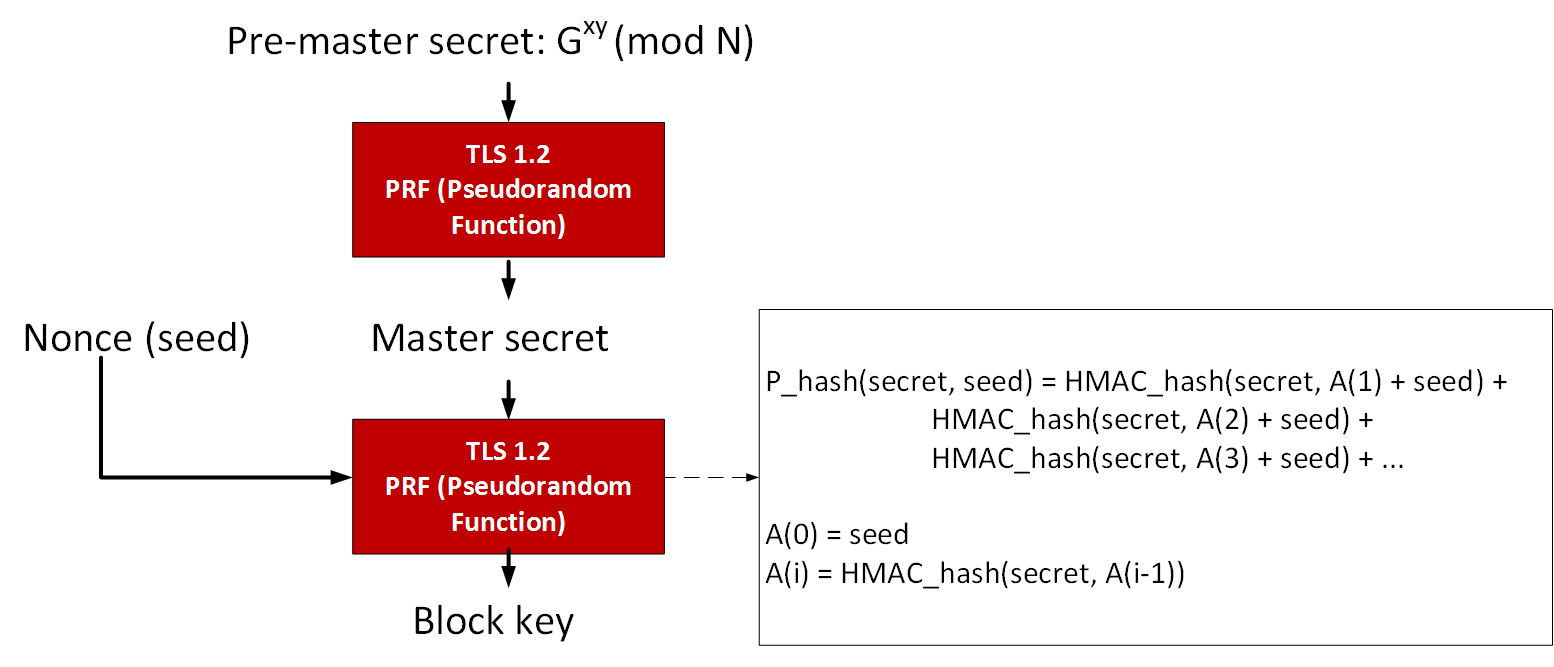 Pre-master secret: G^xy (mod N)
TLS 1.2
PRF (Pseudorandom
Function)
Nonce (seed)
Master secret
TLS 1.2
PRF (Pseudorandom
Function)
Block key
P_hash(secret, seed) = HMAC_hash(secret, A(1) + seed) +
HMAC_hash(secret, A(2) + seed) +
HMAC_hash(secret, A(3) + seed) + ...
A(0) = seed
A(i) = HMAC_hash(secret, A(i-1))